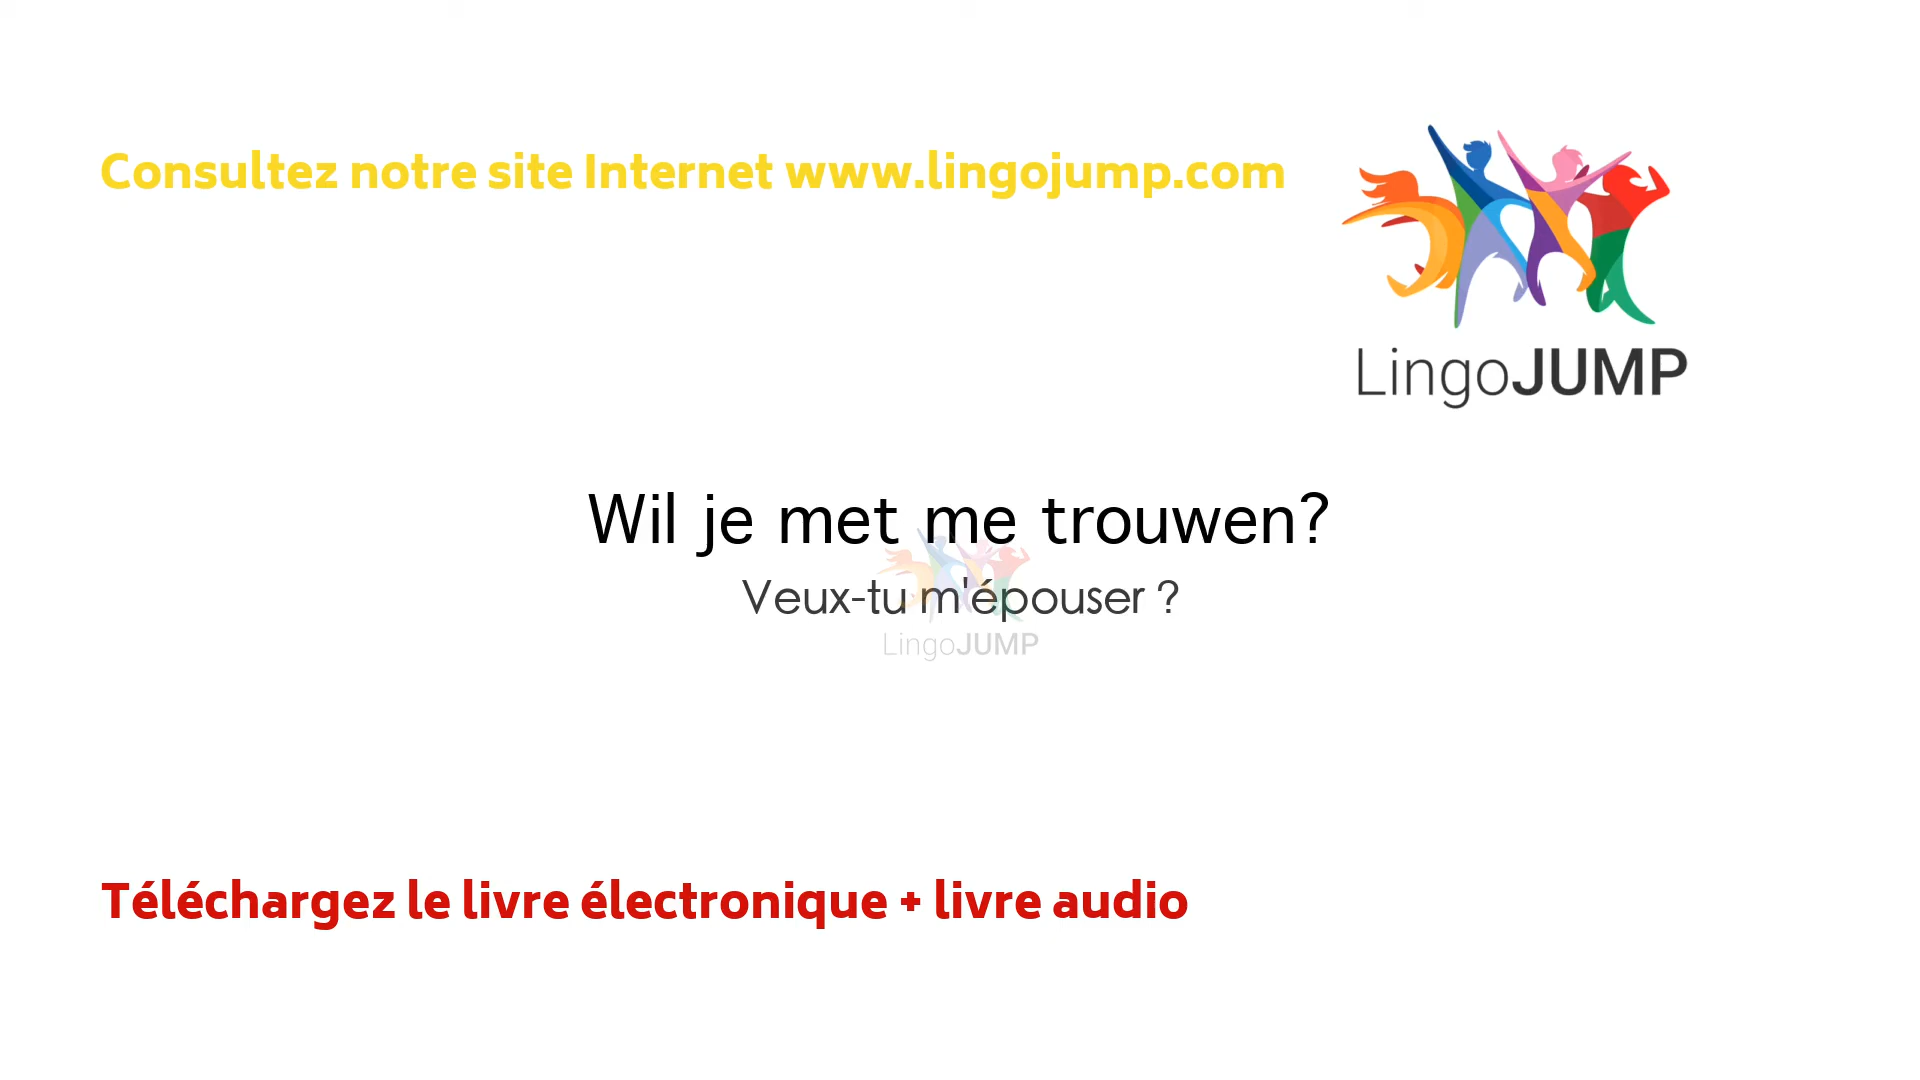 Consultez notre site Internet www.lingojump.com
LingoJUMP
Wil je met me trouwen?
Veux-tu m'épouser ?
LingoJUMP
Téléchargez le livre électronique + livre audio